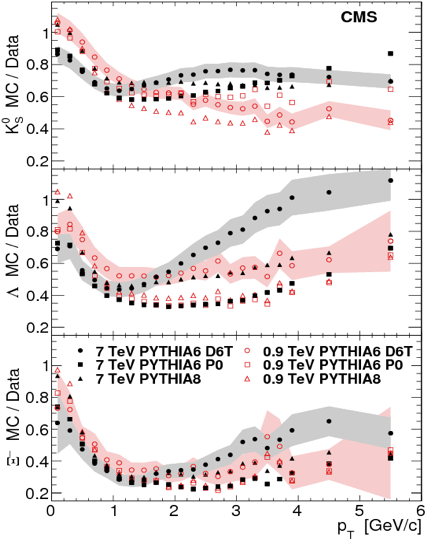 CMS
K⁰S MC / Data
1
0.8
0.6
0.4
0.2
Λ MC / Data
1
0.8
0.6
0.4
0.2
7 TeV PYTHIA6 D6T
7 TeV PYTHIA6 P0
7 TeV PYTHIA8
0.9 TeV PYTHIA6 D6T
0.9 TeV PYTHIA6 P0
0.9 TeV PYTHIA8
Ξ⁻ MC / Data
1
0.8
0.6
0.4
0.2
0 1 2 3 4 5 6
pT [GeV/c]